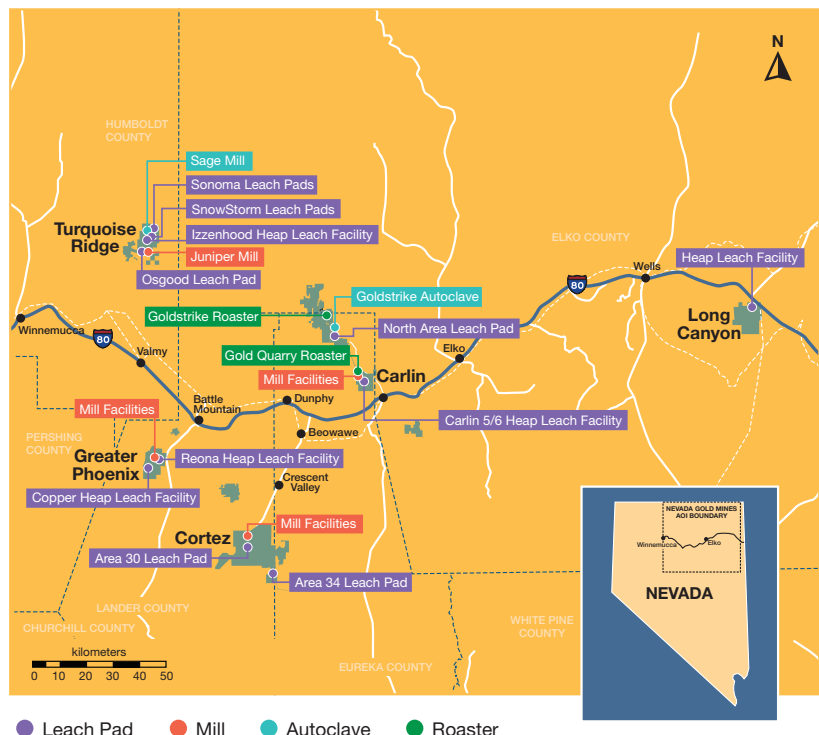 N
HUMBOLDT
COUNTY
Sage Mill
Sonoma Leach Pads
SnowStorm Leach Pads
Turquoise
Ridge
Izzenhood Heap Leach Facility
Juniper Mill
Osgood Leach Pad
ELKO COUNTY
Heap Leach Facility
Wells
80
Goldstrike Autoclave
Goldstrike Roaster
North Area Leach Pad
Long
Canyon
Winnemucca
80
Valmy
Gold Quarry Roaster
Elko
Mill Facilities
Carlin
Mill Facilities
Battle
Mountain
Dunphy
Carlin 5/6 Heap Leach Facility
Beowawe
PERSHING
COUNTY
Greater
Phoenix
Reona Heap Leach Facility
Copper Heap Leach Facility
Crescent
Valley
Cortez
Mill Facilities
Area 30 Leach Pad
Area 34 Leach Pad
NEVADA GOLD MINES
AOI BOUNDARY
Winnemucca
Elko
NEVADA
LANDER COUNTY
CHURCHILL COUNTY
WHITE PINE
COUNTY
EUREKA COUNTY
kilometers
0 10 20 30 40 50
Leach Pad Mill Autoclave Roaster